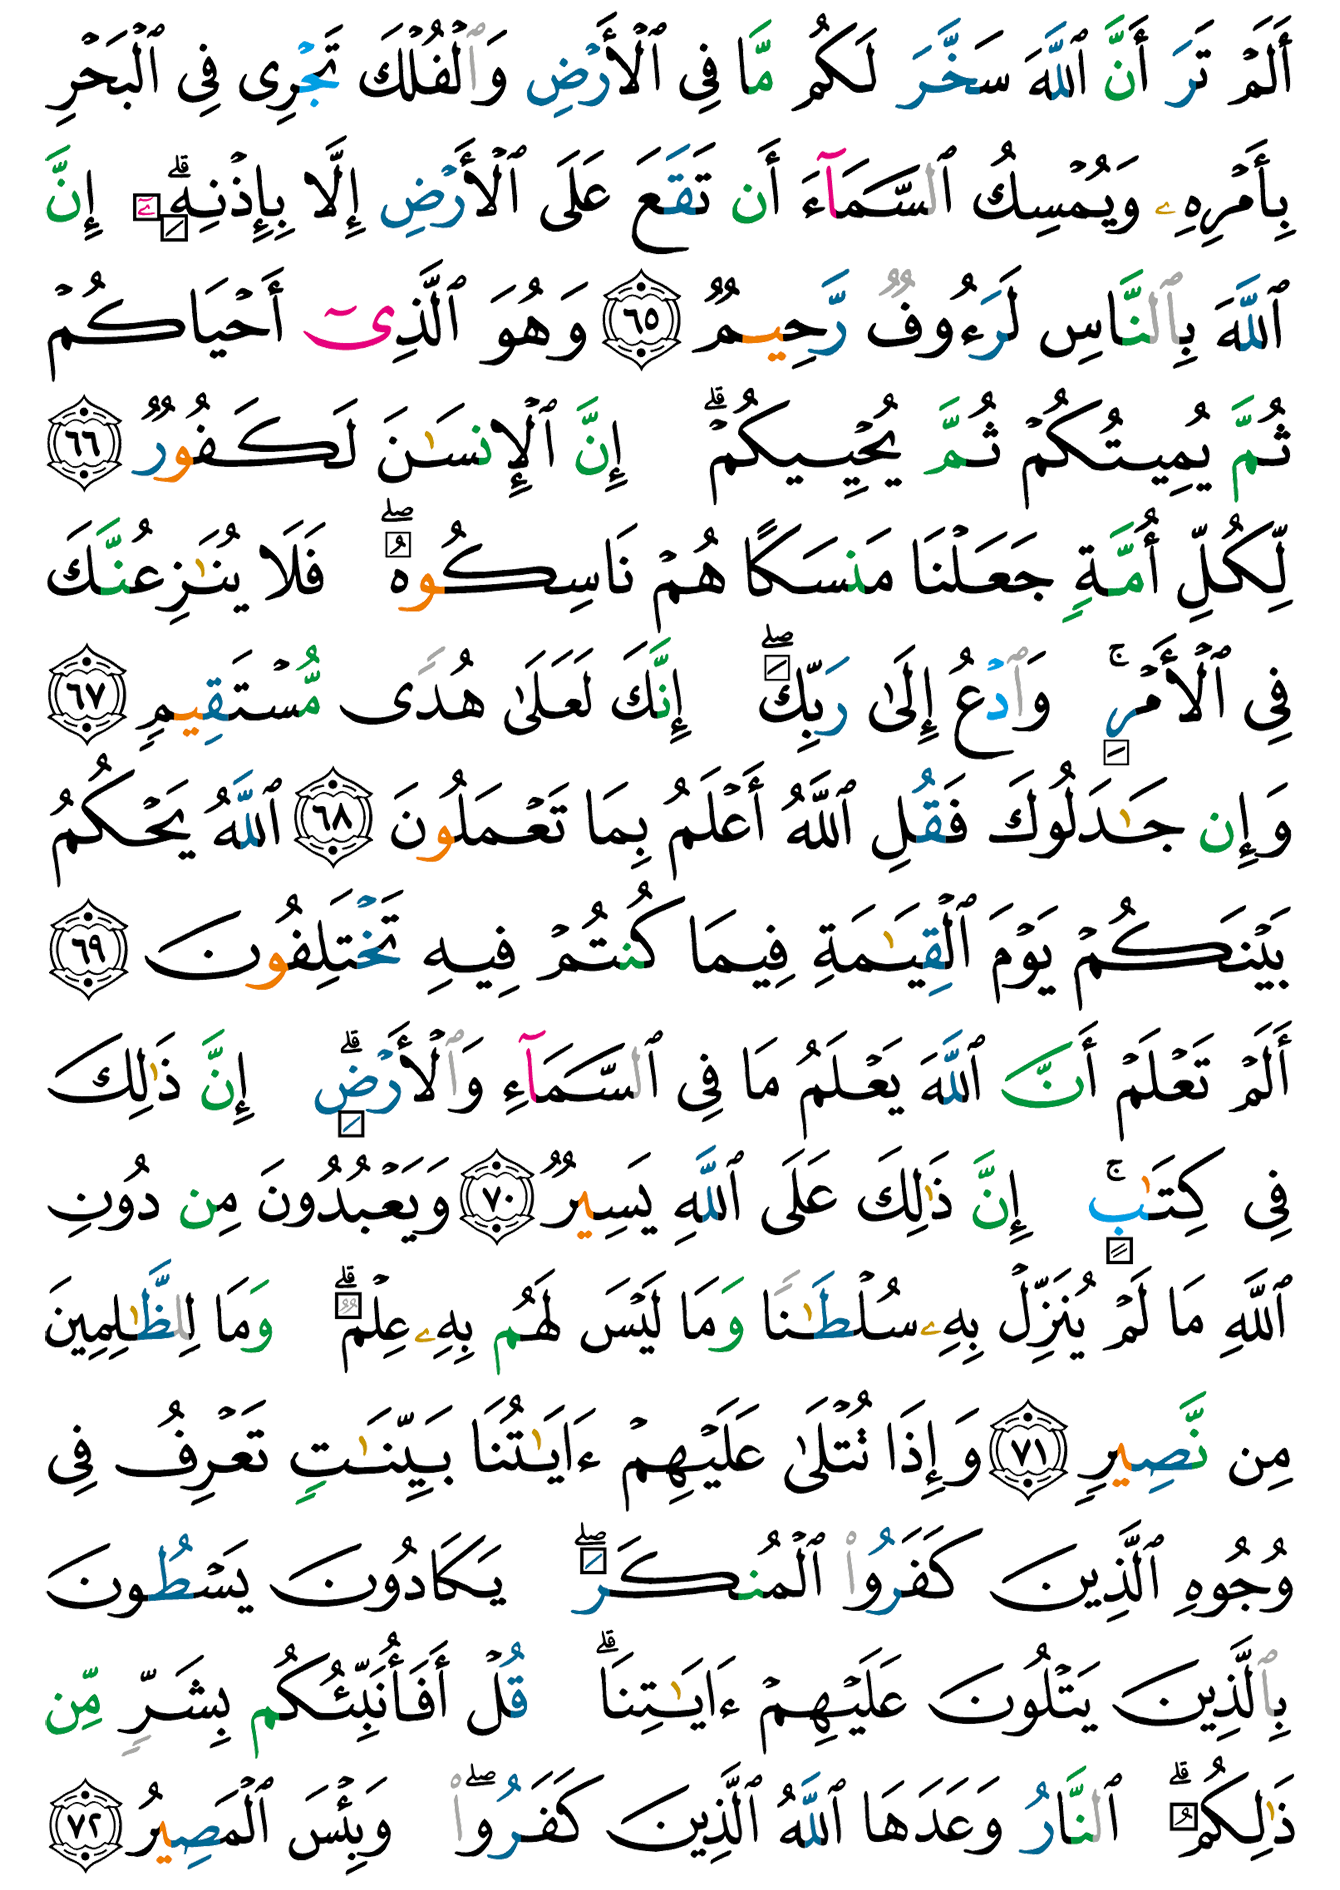 أَلَمْ تَرَ أَنَّ ٱللَّهَ سَخَّرَ لَكُم مَّا فِى ٱلْأَرْضِ وَٱلْفُلْكَ تَجْرِى فِى ٱلْبَحْرِ
بِأَمْرِهِۦ وَيُمْسِكُ ٱلسَّمَآءَ أَن تَقَعَ عَلَى ٱلْأَرْضِ إِلَّا بِإِذْنِهِۦٓ ۗ إِنَّ
ٱللَّهَ بِٱلنَّاسِ لَرَءُوفٌ رَّحِيمٌ ٦٥ وَهُوَ ٱلَّذِىٓ أَحْيَاكُمْ
ثُمَّ يُمِيتُكُمْ ثُمَّ يُحْيِيكُمْ ۗ إِنَّ ٱلْإِنسَـٰنَ لَكَفُورٌ ٦٦
لِّكُلِّ أُمَّةٍ جَعَلْنَا مَنسَكًا هُمْ نَاسِكُوهُ ۖ فَلَا يُنَـٰزِعُنَّكَ
فِى ٱلْأَمْرِ ۚ وَٱدْعُ إِلَىٰ رَبِّكَ ۖ إِنَّكَ لَعَلَىٰ هُدًى مُّسْتَقِيمٍ ٦٧
وَإِن جَـٰدَلُوكَ فَقُلِ ٱللَّهُ أَعْلَمُ بِمَا تَعْمَلُونَ ٦٨ ٱللَّهُ يَحْكُمُ
بَيْنَكُمْ يَوْمَ ٱلْقِيَـٰمَةِ فِيمَا كُنتُمْ فِيهِ تَخْتَلِفُونَ ٦٩
أَلَمْ تَعْلَمْ أَنَّ ٱللَّهَ يَعْلَمُ مَا فِى ٱلسَّمَآءِ وَٱلْأَرْضِ ۗ إِنَّ ذَٰلِكَ
فِى كِتَـٰبٍ ۚ إِنَّ ذَٰلِكَ عَلَى ٱللَّهِ يَسِيرٌ ٧٠ وَيَعْبُدُونَ مِن دُونِ
ٱللَّهِ مَا لَمْ يُنَزِّلْ بِهِۦ سُلْطَـٰنًا وَمَا لَيْسَ لَهُم بِهِۦ عِلْمٌ ۗ وَمَا لِلظَّـٰلِمِينَ
مِن نَّصِيرٍ ٧١ وَإِذَا تُتْلَىٰ عَلَيْهِمْ ءَايَـٰتُنَا بَيِّنَـٰتٍ تَعْرِفُ فِى
وُجُوهِ ٱلَّذِينَ كَفَرُوا۟ ٱلْمُنكَرَ ۖ يَكَادُونَ يَسْطُونَ
بِٱلَّذِينَ يَتْلُونَ عَلَيْهِمْ ءَايَـٰتِنَا ۗ قُلْ أَفَأُنَبِّئُكُم بِشَرٍّ مِّن
ذَٰلِكُمُ ۗ ٱلنَّارُ وَعَدَهَا ٱللَّهُ ٱلَّذِينَ كَفَرُوا۟ ۖ وَبِئْسَ ٱلْمَصِيرُ ٧٢